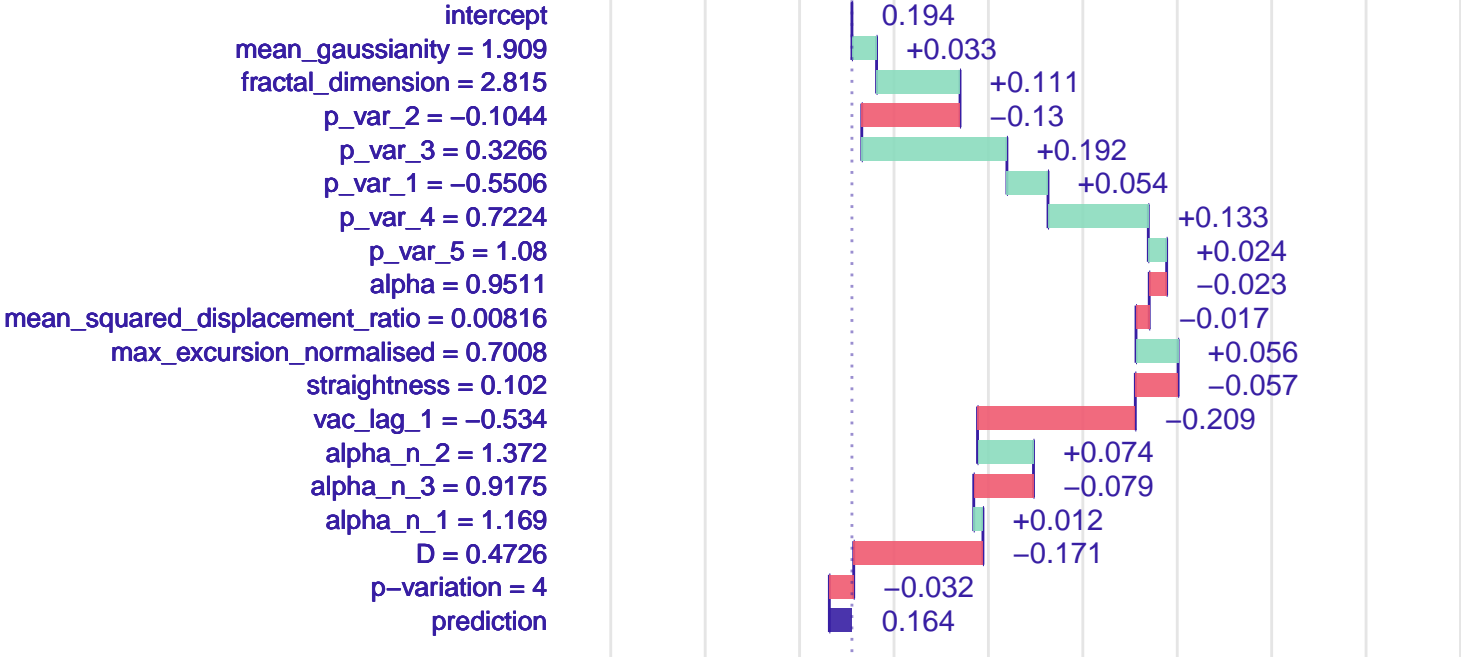 intercept 0.194
mean_gaussianity = 1.909 +0.033
fractal_dimension = 2.815 +0.111
p_var_2 = −0.1044 −0.13
p_var_3 = 0.3266 +0.192
p_var_1 = −0.5506 +0.054
p_var_4 = 0.7224 +0.133
p_var_5 = 1.08 +0.024
alpha = 0.9511 −0.023
mean_squared_displacement_ratio = 0.00816 −0.017
max_excursion_normalised = 0.7008 +0.056
straightness = 0.102 −0.057
vac_lag_1 = −0.534 −0.209
alpha_n_2 = 1.372 +0.074
alpha_n_3 = 0.9175 −0.079
alpha_n_1 = 1.169 +0.012
D = 0.4726 −0.171
p−variation = 4 −0.032
prediction 0.164